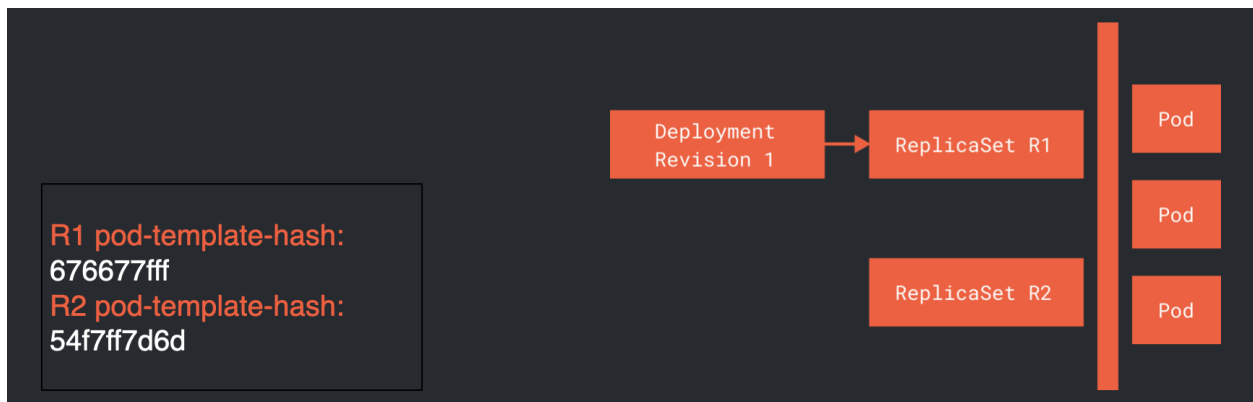 Deployment
Revision 1
ReplicaSet R1
Pod
Pod
R1 pod-template-hash:
676677fff
R2 pod-template-hash:
54f7ff7d6d
ReplicaSet R2
Pod